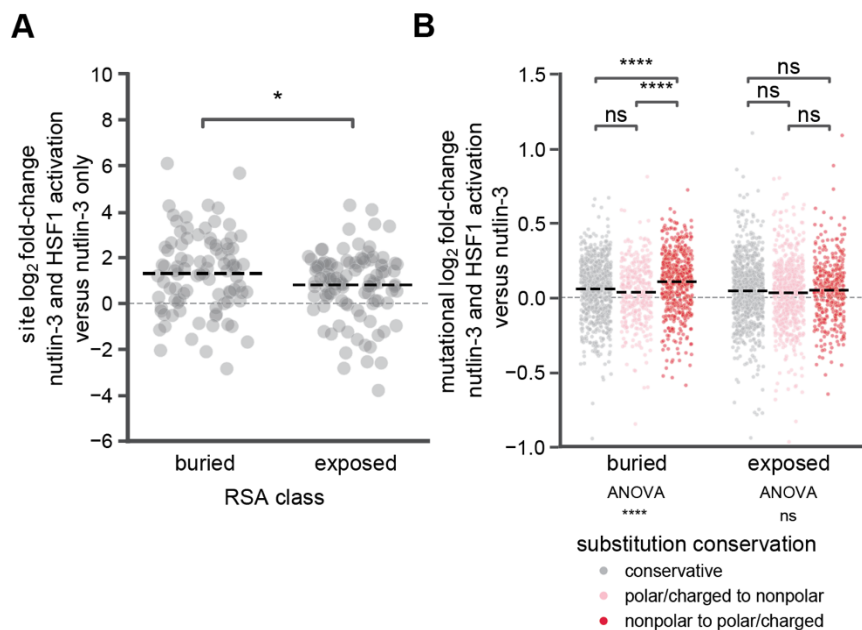 A
site log2 fold-change
nutlin-3 and HSF1 activation
versus nutlin-3 only
10
8
6
4
2
0
−2
−4
−6
*
buried
exposed
RSA class
B
mutational log2 fold-change
nutlin-3 and HSF1 activation
versus nutlin-3
1.5
1.0
0.5
0.0
−0.5
−1.0
****
****
ns
ns
ns
ns
buried
exposed
ANOVA
ANOVA
****
ns
substitution conservation
conservative
polar/charged to nonpolar
nonpolar to polar/charged